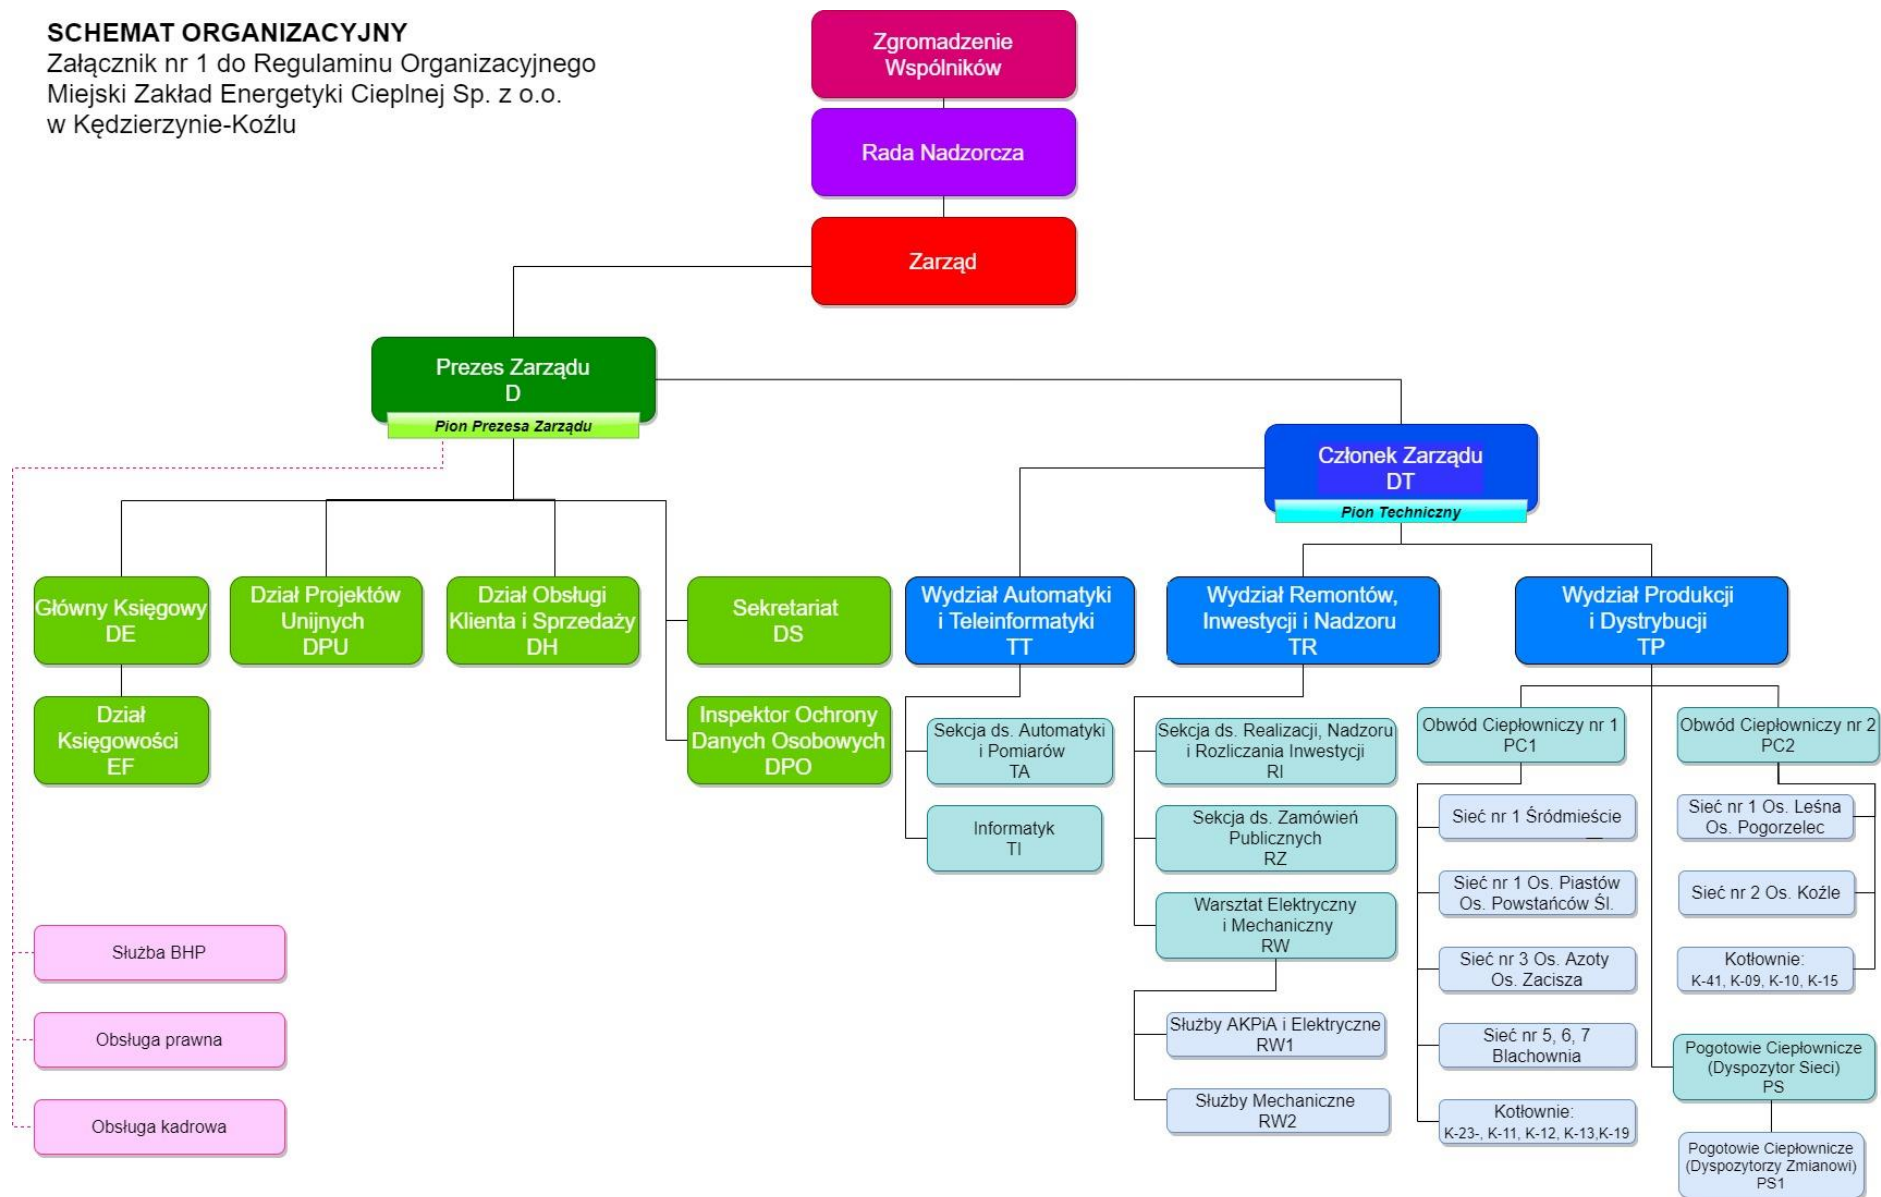 SCHEMAT ORGANIZACYJNY
Załącznik nr 1 do Regulaminu Organizacyjnego
Miejski Zakład Energetyki Cieplnej Sp. z o.o.
w Kędzierzynie-Koźlu
Zgromadzenie
Wspólników
Rada Nadzorcza
Zarząd
Prezes Zarządu
D
Pion Prezesa Zarządu
Członek Zarządu
DT
Pion Techniczny
Główny Księgowy
DE
Dział Projektów
Unijnych
DPU
Dział Obsługi
Klienta i Sprzedaży
DH
Sekretariat
DS
Dział
Księgowości
EF
Inspektor Ochrony
Danych Osobowych
DPO
Służba BHP
Obsługa prawna
Obsługa kadrowa
Wydział Automatyki
i Teleinformatyki
TT
Sekcja ds. Automatyki
i Pomiarów
TA
Informatyk
TI
Wydział Remontów,
Inwestycji i Nadzoru
TR
Sekcja ds. Realizacji, Nadzoru
i Rozliczania Inwestycji
RI
Sekcja ds. Zamówień
Publicznych
RZ
Warsztat Elektryczny
i Mechaniczny
RW
Służby AKPiA i Elektryczne
RW1
Służby Mechaniczne
RW2
Wydział Produkcji
i Dystrybucji
TP
Obwód Ciepłowniczy nr 1
PC1
Sieć nr 1 Śródmieście
Sieć nr 1 Os. Piastów
Os. Powstańców Śl.
Sieć nr 3 Os. Azoty
Os. Zacisza
Sieć nr 5, 6, 7
Blachownia
Kotłownie:
K-23-, K-11, K-12, K-13,K-19
Obwód Ciepłowniczy nr 2
PC2
Sieć nr 1 Os. Leśna
Os. Pogorzelec
Sieć nr 2 Os. Koźle
Kotłownie:
K-41, K-09, K-10, K-15
Pogotowie Ciepłownicze
(Dyspozytor Sieci)
PS
Pogotowie Ciepłownicze
(Dyspozytorzy Zmianowi)
PS1